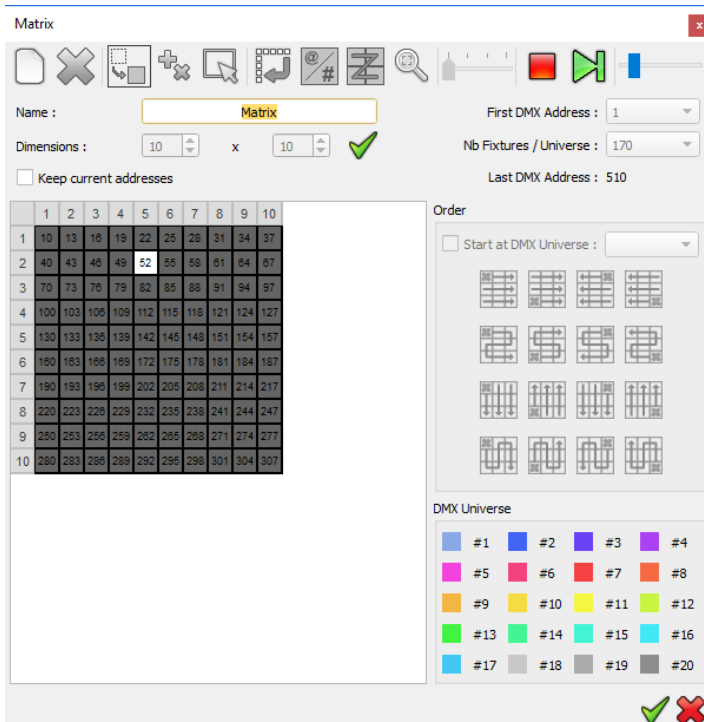 Matrix
x
@/#
Name :
Matrix
First DMX Address :
1
Dimensions :
10
x
10
Nb Fixtures / Universe :
170
Keep current addresses
Last DMX Address : 510
1 2 3 4 5 6 7 8 9 10
1 10 13 16 19 22 25 28 31 34 37
2 40 43 46 49 52 55 58 61 64 67
3 70 73 76 79 82 85 88 91 94 97
4 100 103 106 109 112 115 118 121 124 127
5 130 133 136 139 142 145 148 151 154 157
6 160 163 166 169 172 175 178 181 184 187
7 190 193 196 199 202 205 208 211 214 217
8 220 223 226 229 232 235 238 241 244 247
9 250 253 256 259 262 265 268 271 274 277
10 280 283 286 289 292 295 298 301 304 307
Order
Start at DMX Universe :
DMX Universe
#1 #2 #3 #4
#5 #6 #7 #8
#9 #10 #11 #12
#13 #14 #15 #16
#17 #18 #19 #20